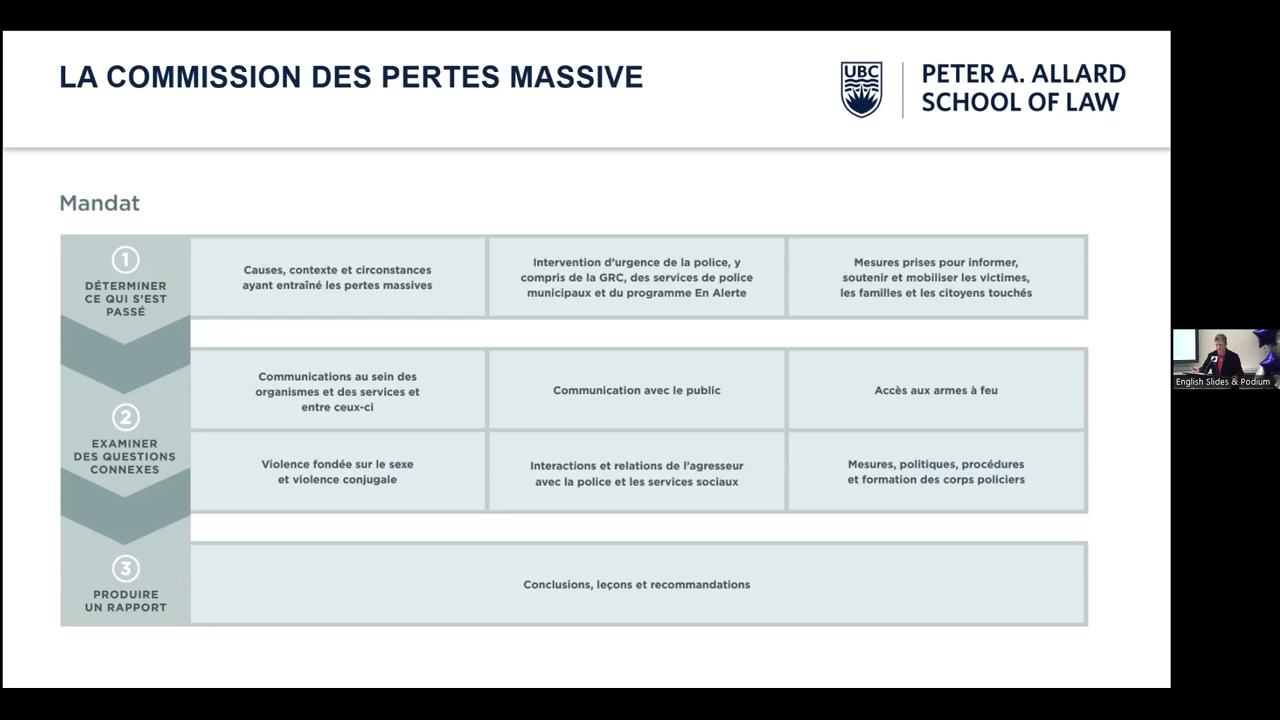 LA COMMISSION DES PERTES MASSIVE
UBC
PETER A. ALLARD
SCHOOL OF LAW
Mandat
1
DÉTERMINER
CE QUI S'EST
PASSÉ
Causes, contexte et circonstances
ayant entraîné les pertes massives
Intervention d'urgence de la police, y
compris de la GRC, des services de police
municipaux et du programme En Alerte
Mesures prises pour informer,
soutenir et mobiliser les victimes,
les familles et les citoyens touchés
2
EXAMINER
DES QUESTIONS
CONNEXES
Communications au sein des
organismes et des services et
entre ceux-ci
Communication avec le public
Accès aux armes à feu
Violence fondée sur le sexe
et violence conjugale
Interactions et relations de l'agresseur
avec la police et les services sociaux
Mesures, politiques, procédures
et formation des corps policiers
3
PRODUIRE
UN RAPPORT
Conclusions, leçons et recommandations
English Slides & Podium